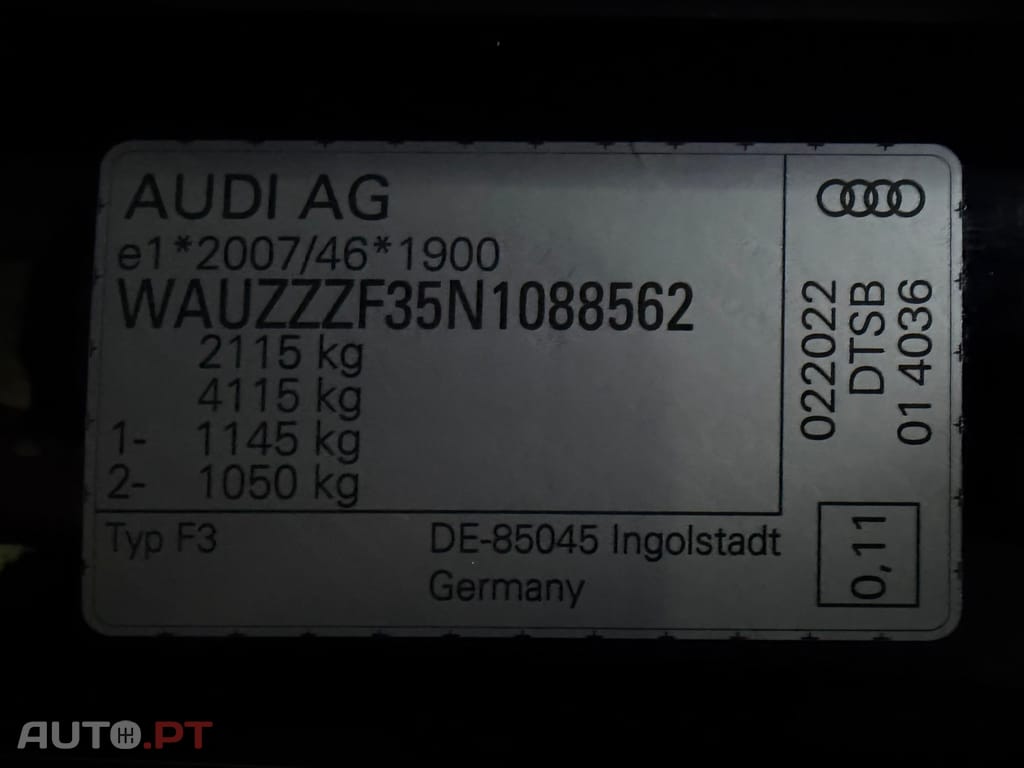 AUDI AG
e1*2007/46*1900
WAUZZZF35N1088562
2115 kg
4115 kg
1- 1145 kg
2- 1050 kg
Typ F3
DE-85045 Ingolstadt
Germany
022022
DTSB
01 4036
0,11
AUTO.PT